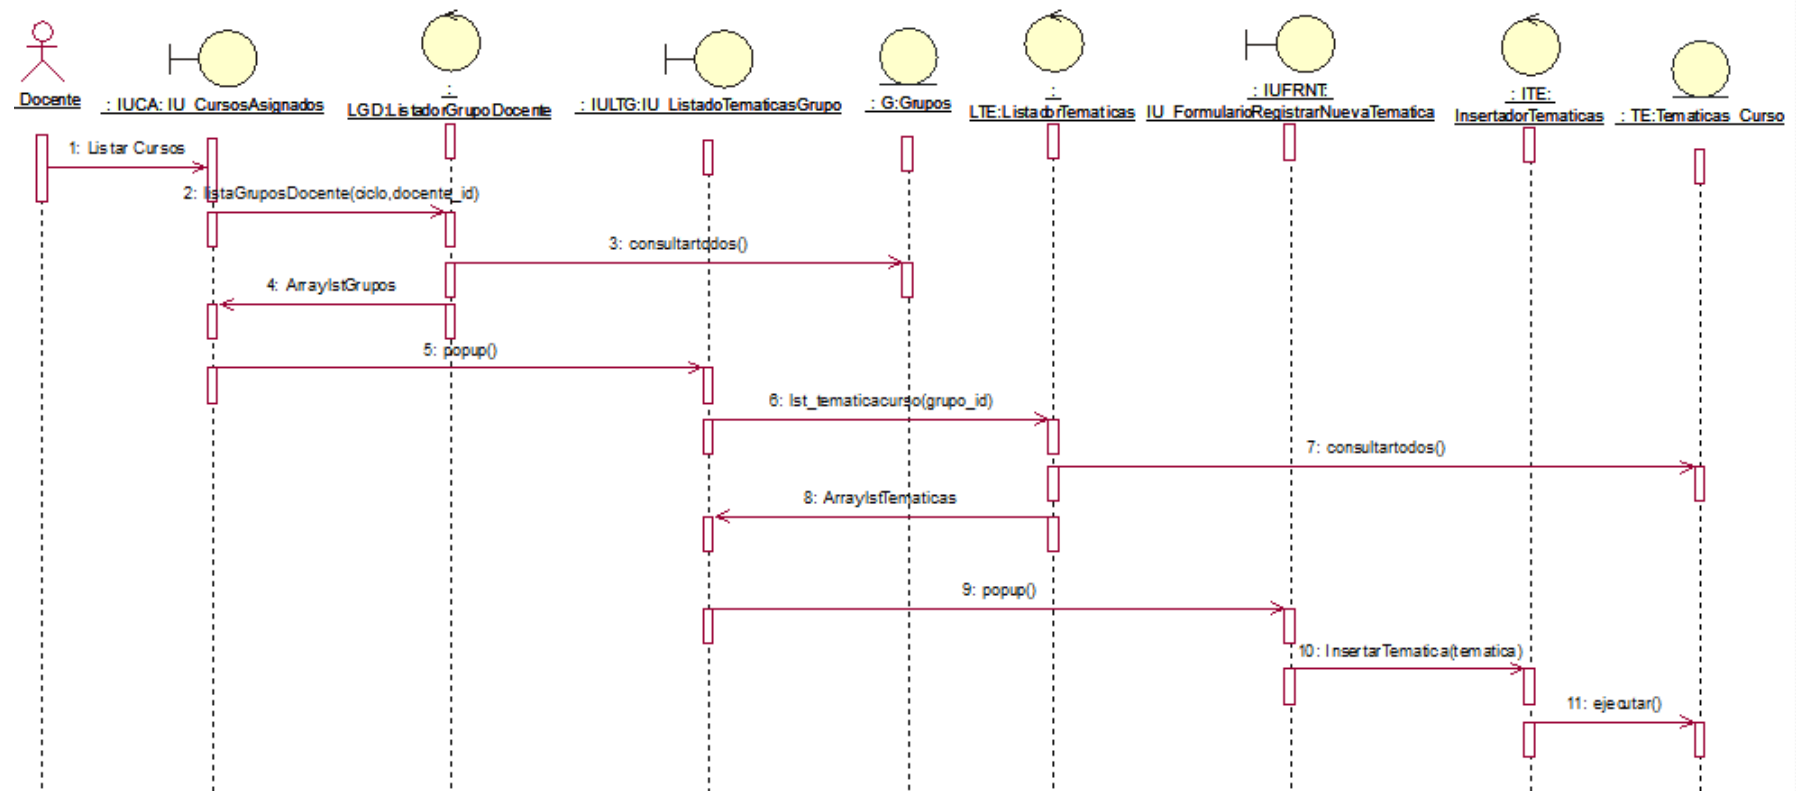 Docente
: IUCA: IU_CursosAsignados
:
LGD:ListadorGrupoDocente
: IULTG:IU_ListadoTematicasGrupo
: G:Grupos
:
LTE:ListadorTematicas
: IUFRNT:
IU_FormularioRegistrarNuevaTematica
: ITE:
InsertadorTematicas
: TE:Tematicas_Curso
1: Listar Cursos
2: listaGruposDocente(ciclo,docente_id)
3: consultartodos()
4: ArraylstGrupos
5: popup()
6: lst_tematicacurso(grupo_id)
7: consultartodos()
8: ArraylstTematicas
9: popup()
10: InsertarTematica(tematica)
11: ejecutar()